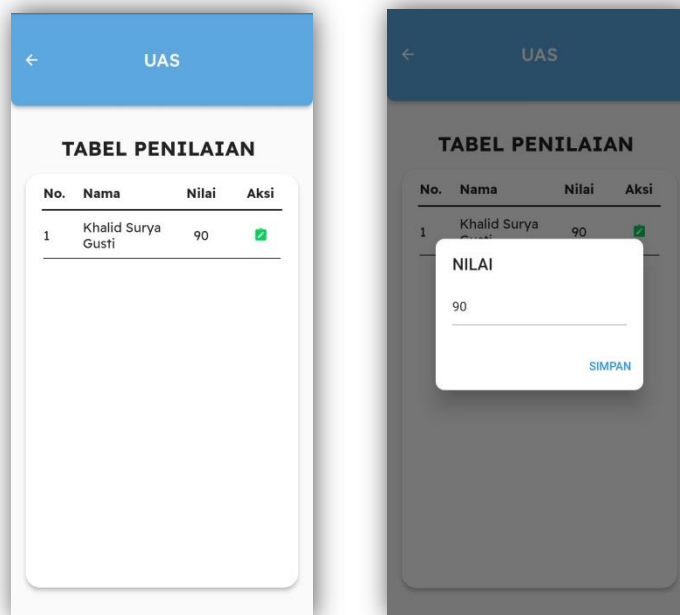 UAS
TABEL PENILAIAN
No. Nama Nilai Aksi
1 Khalid Surya Gusti 90
UAS
TABEL PENILAIAN
No. Nama Nilai Aksi
1 Khalid Surya 90
NILAI
90
SIMPAN